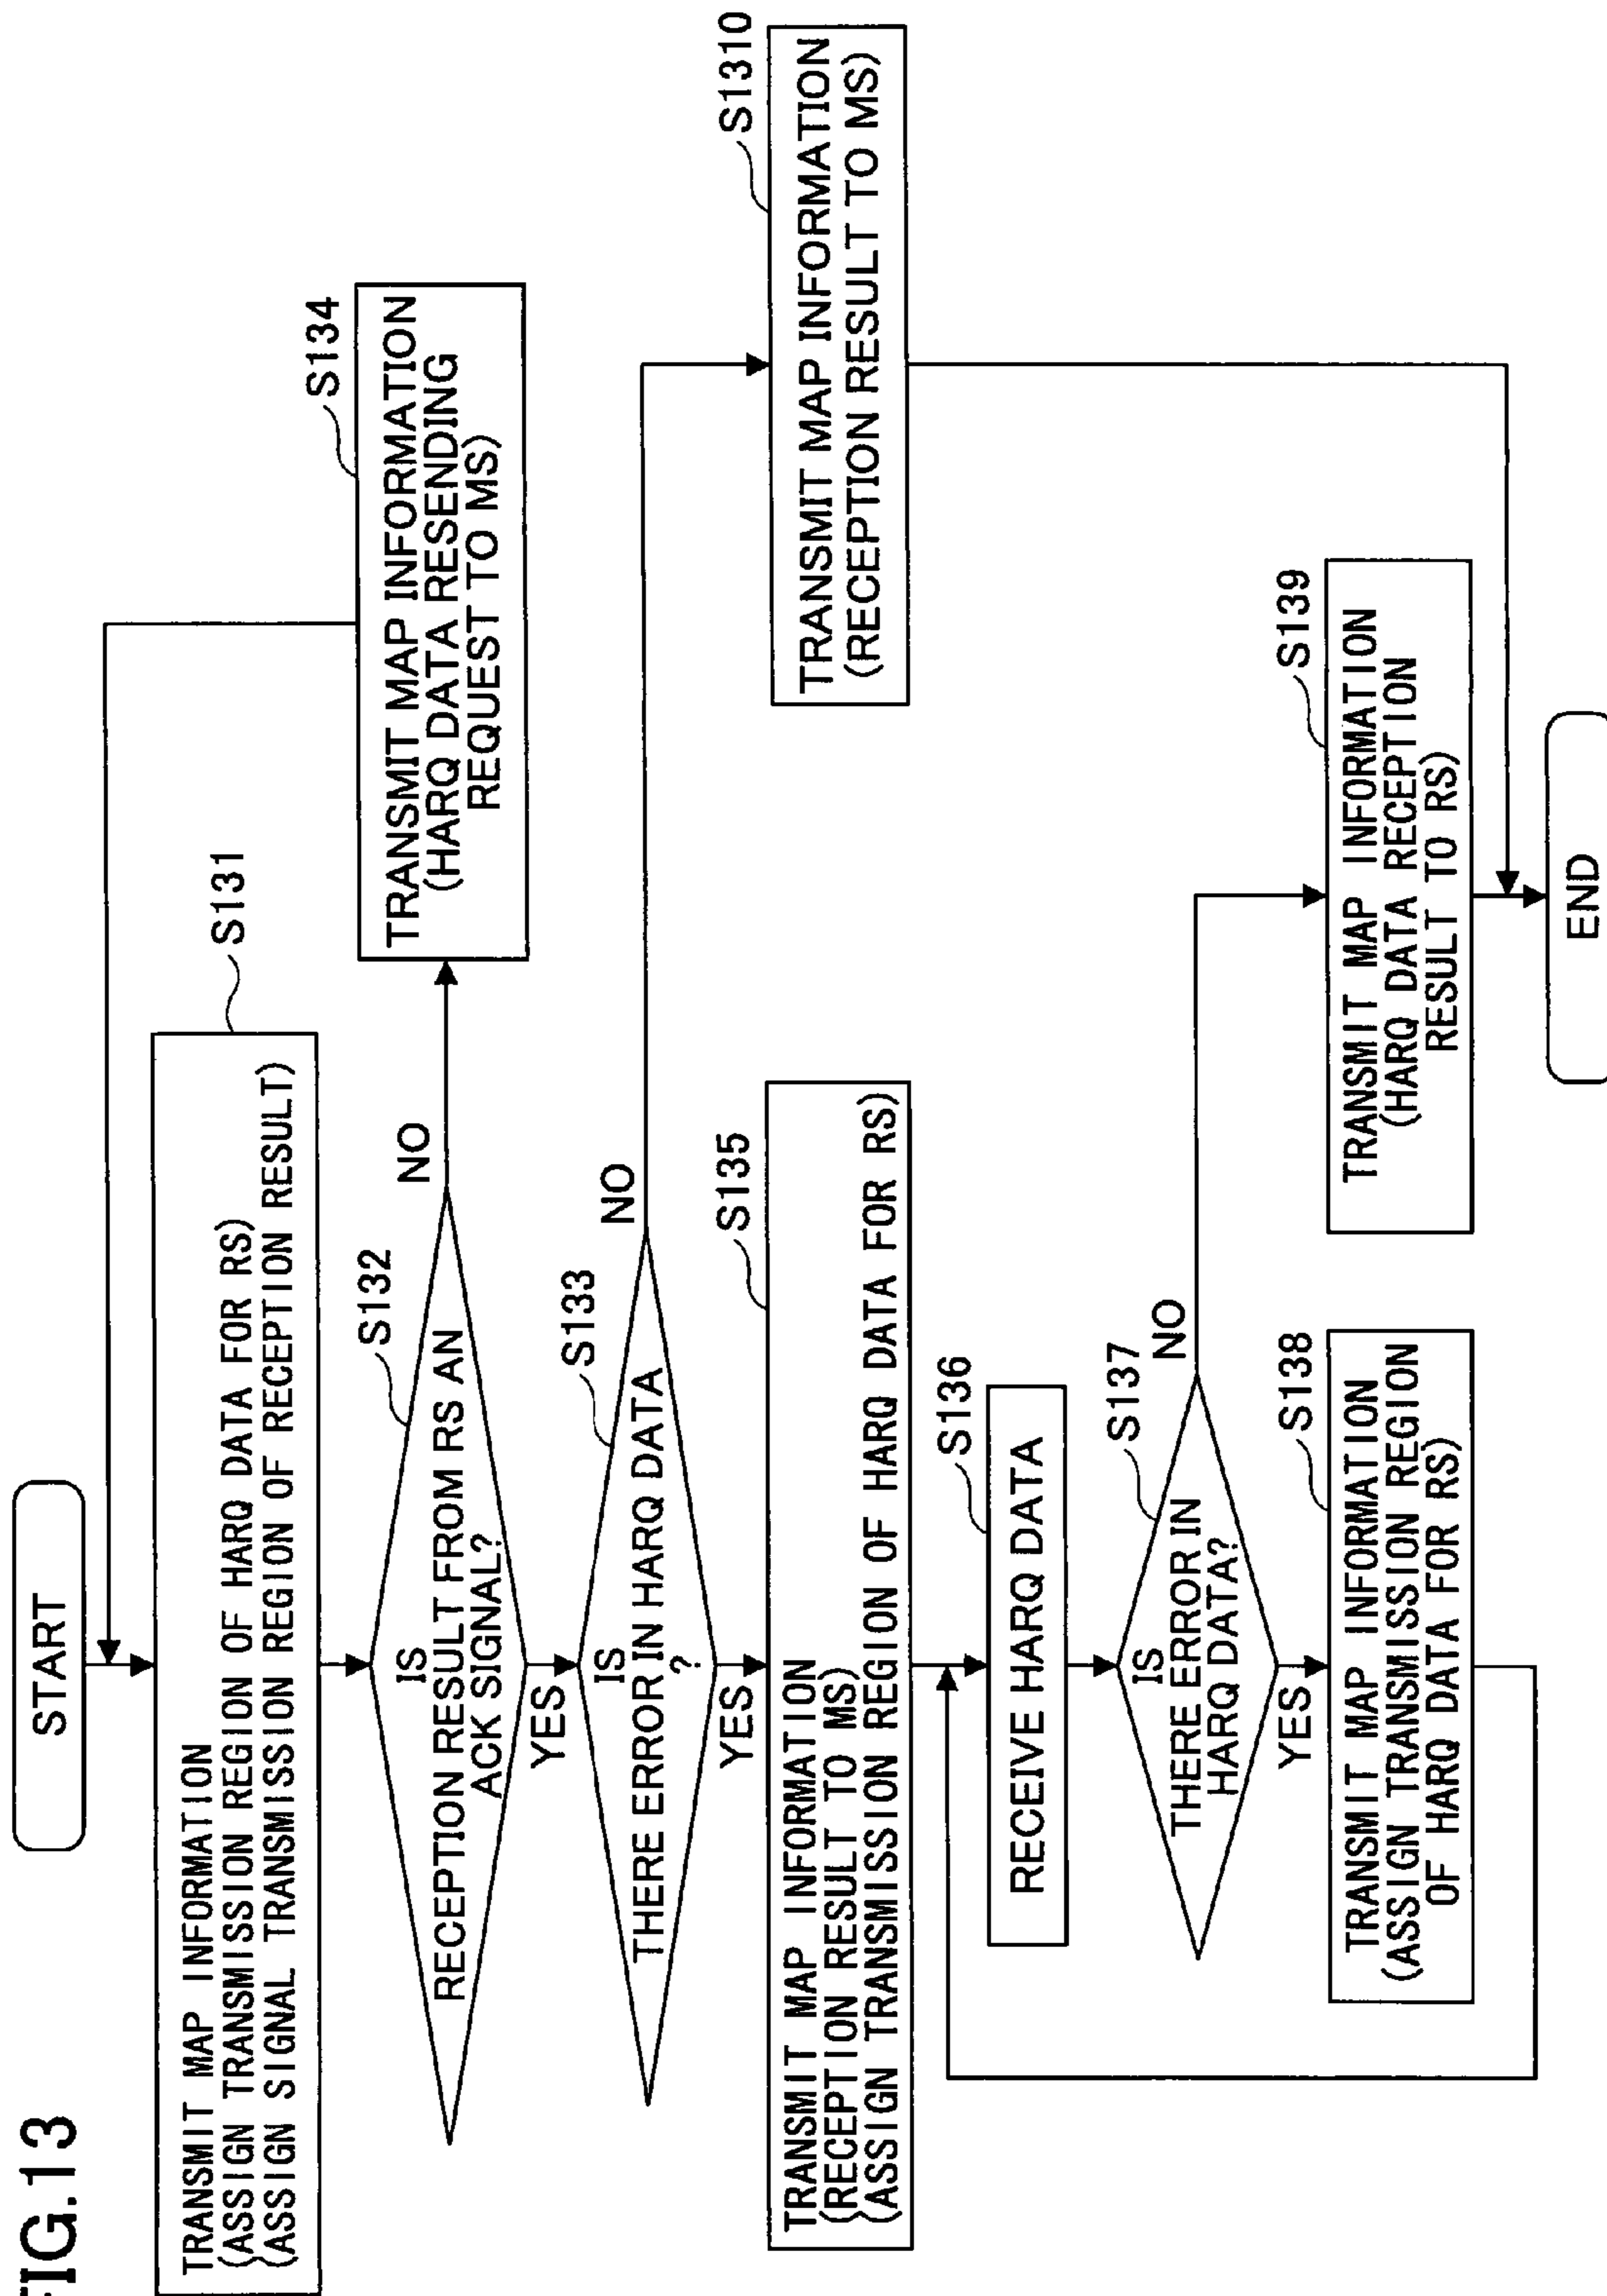 FIG.13
START
S131
TRANSMIT MAP INFORMATION
(ASSIGN TRANSMISSION REGION OF HARQ DATA FOR RS)
(ASSIGN SIGNAL TRANSMISSION REGION OF RECEPTION RESULT)
S132
IS
RECEPTION RESULT FROM RS AN
ACK SIGNAL?
NO
YES
S134
TRANSMIT MAP INFORMATION
(HARQ DATA RESENDING
REQUEST TO MS)
S133
IS
THERE ERROR IN HARQ DATA
?
NO
YES
S1310
TRANSMIT MAP INFORMATION
(RECEPTION RESULT TO MS)
S135
TRANSMIT MAP INFORMATION
(RECEPTION RESULT TO MS)
(ASSIGN TRANSMISSION REGION OF HARQ DATA FOR RS)
S136
RECEIVE HARQ DATA
S137
IS
THERE ERROR IN
HARQ DATA?
NO
YES
S138
TRANSMIT MAP INFORMATION
(ASSIGN TRANSMISSION REGION
OF HARQ DATA FOR RS)
S139
TRANSMIT MAP INFORMATION
(HARQ DATA RECEPTION
RESULT TO RS)
END